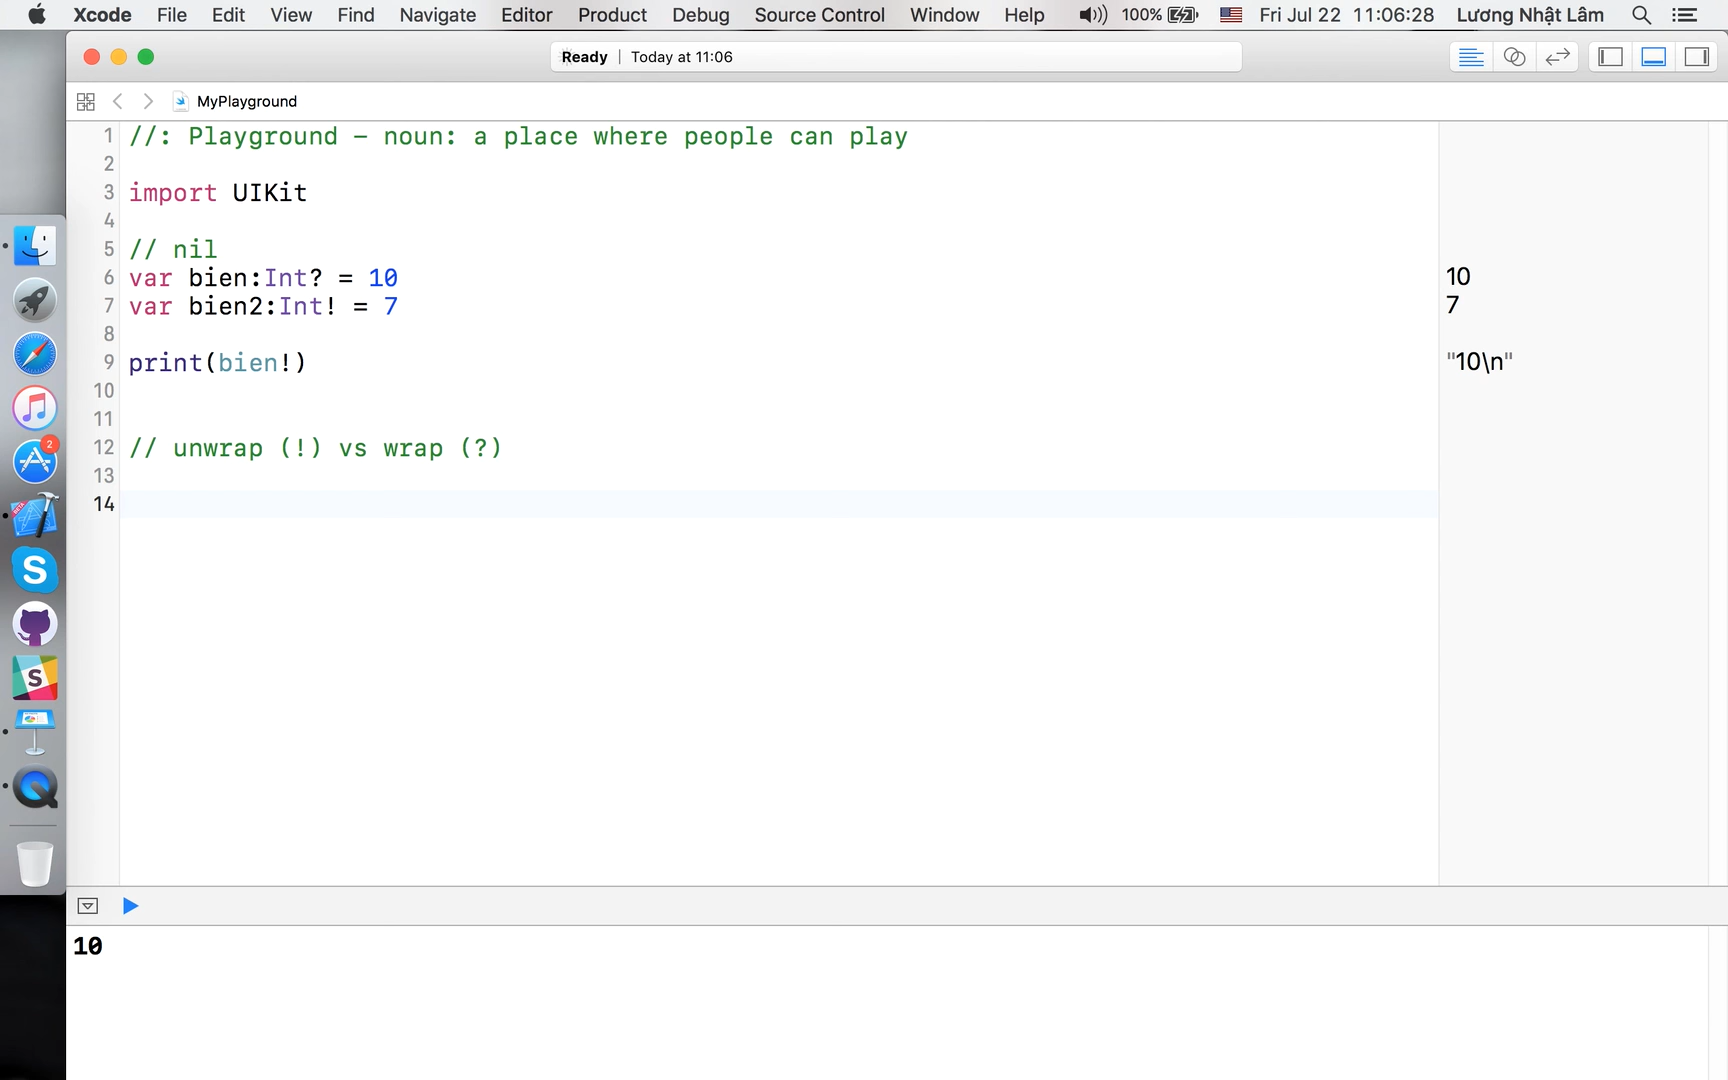 Xcode File Edit View Find Navigate Editor Product Debug Source Control Window Help 100% Fri Jul 22 11:06:28 Lương Nhật Lâm
Ready | Today at 11:06
MyPlayground
1 //: Playground - noun: a place where people can play
2
3 import UIKit
4
5 // nil
6 var bien:Int? = 10 10
7 var bien2:Int! = 7 7
8
9 print(bien!) "10\n"
10
11
12 // unwrap (!) vs wrap (?)
13
14
2
BETA
S
S
10